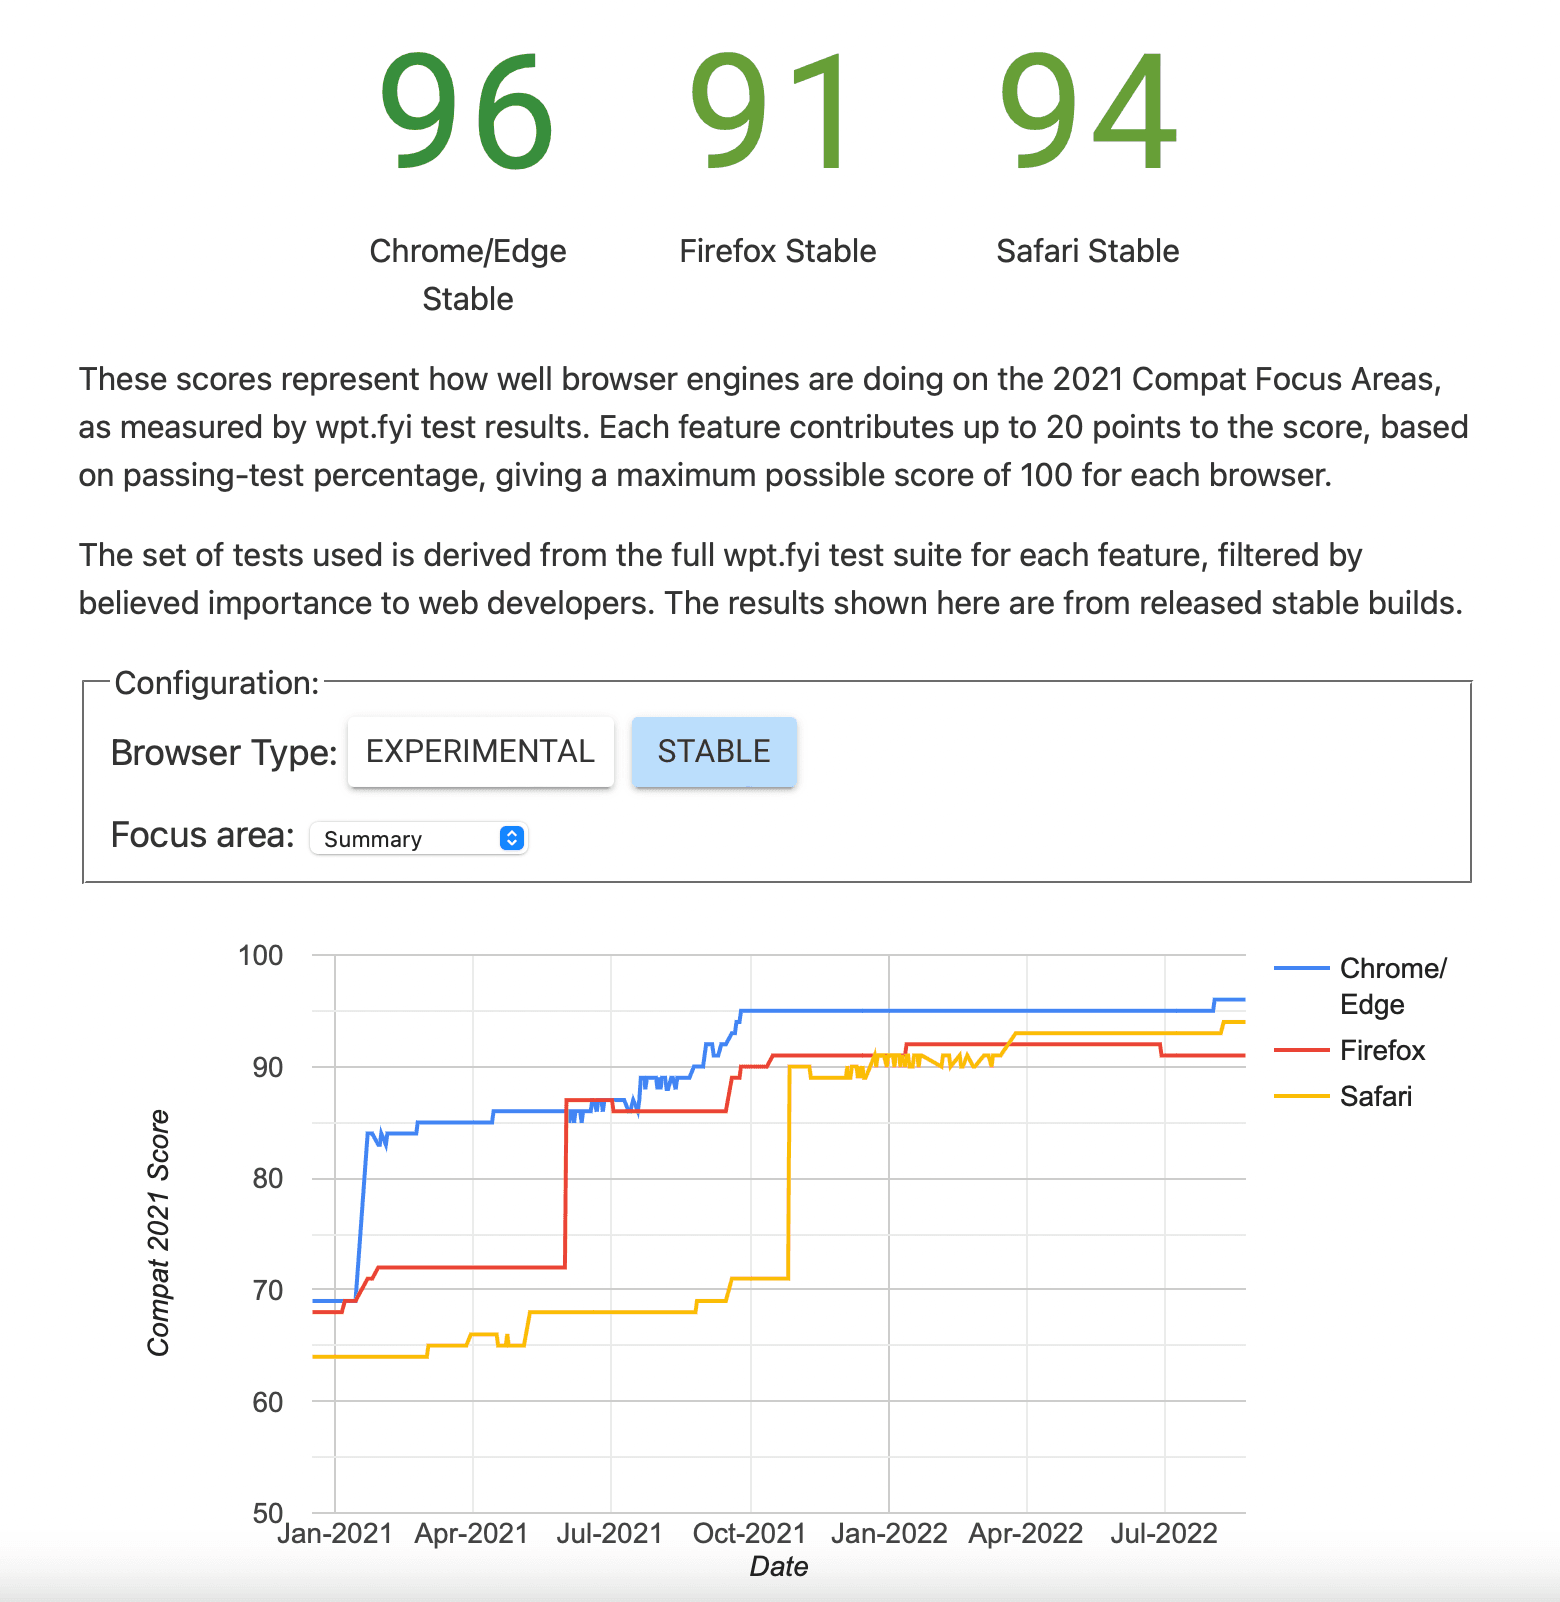 96 91 94
Chrome/Edge Stable Firefox Stable Safari Stable
These scores represent how well browser engines are doing on the 2021 Compat Focus Areas,
as measured by wpt.fyi test results. Each feature contributes up to 20 points to the score, based
on passing-test percentage, giving a maximum possible score of 100 for each browser.
The set of tests used is derived from the full wpt.fyi test suite for each feature, filtered by
believed importance to web developers. The results shown here are from released stable builds.
Configuration:
Browser Type: EXPERIMENTAL STABLE
Focus area: Summary
Compat 2021 Score
100
90
80
70
60
50
Jan-2021 Apr-2021 Jul-2021 Oct-2021 Jan-2022 Apr-2022 Jul-2022
Date
Chrome/
Edge
Firefox
Safari